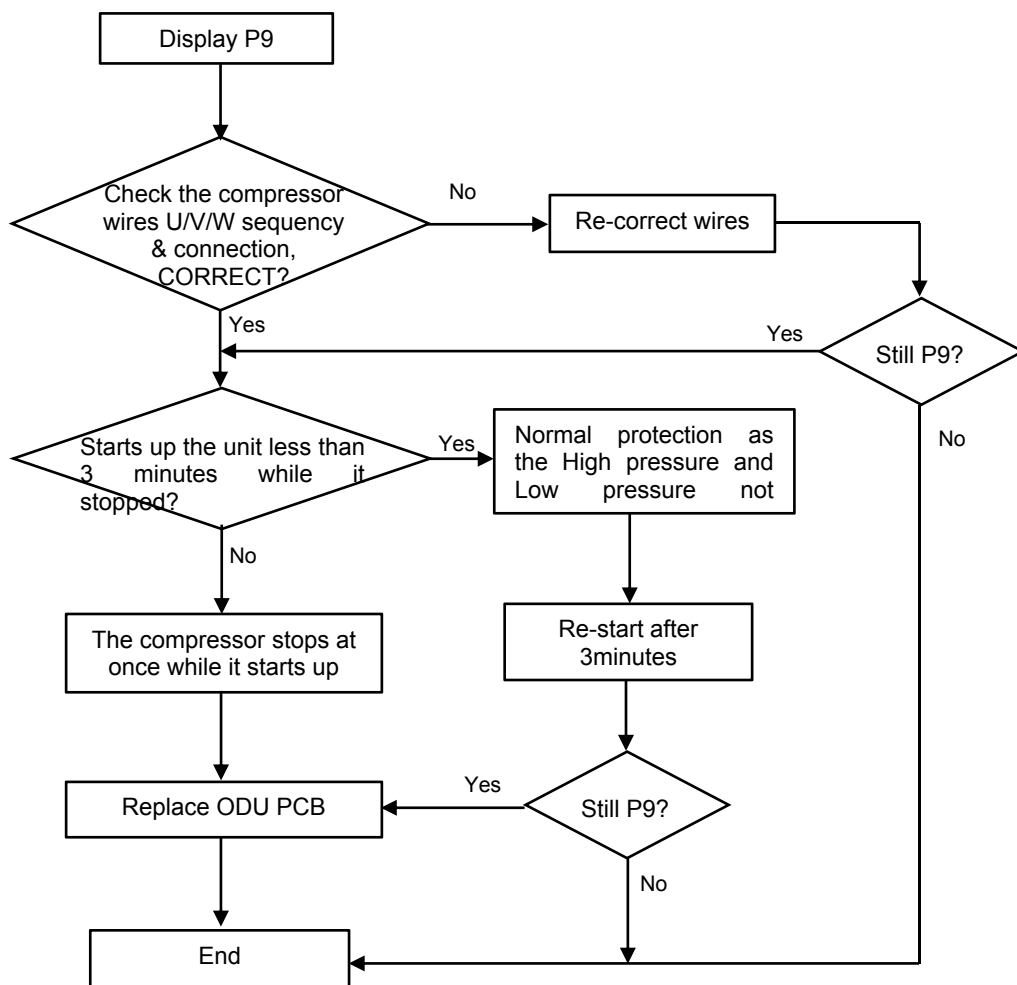 Display P9
Check the compressor
wires U/V/W sequency
& connection,
CORRECT?
No
Re-correct wires
Yes
Yes
Still P9?
No
Starts up the unit less than
3 minutes while it
stopped?
Yes
Normal protection as
the High pressure and
Low pressure not
No
The compressor stops at
once while it starts up
Re-start after
3minutes
Replace ODU PCB
Yes
Still P9?
No
End